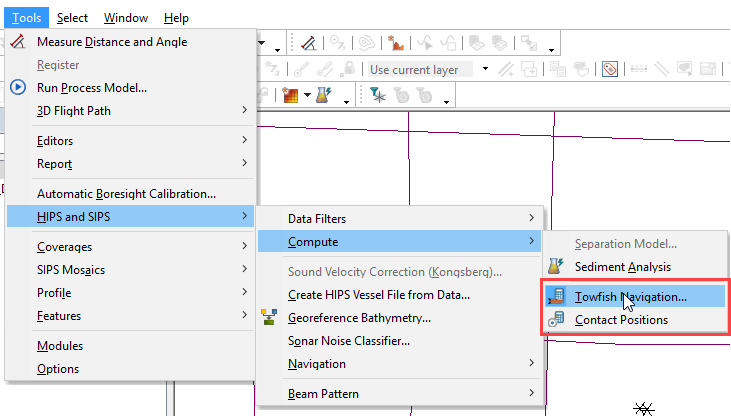 Tools Select Window Help
Measure Distance and Angle
Register
Run Process Model...
3D Flight Path
Use current layer
Editors
Report
Automatic Boresight Calibration...
HIPS and SIPS
Coverages
SIPS Mosaics
Profile
Features
Modules
Options
Data Filters
Compute
Sound Velocity Correction (Kongsberg)...
Create HIPS Vessel File from Data...
Georeference Bathymetry...
Sonar Noise Classifier...
Navigation
Beam Pattern
Separation Model...
Sediment Analysis
Towfish Navigation...
Contact Positions